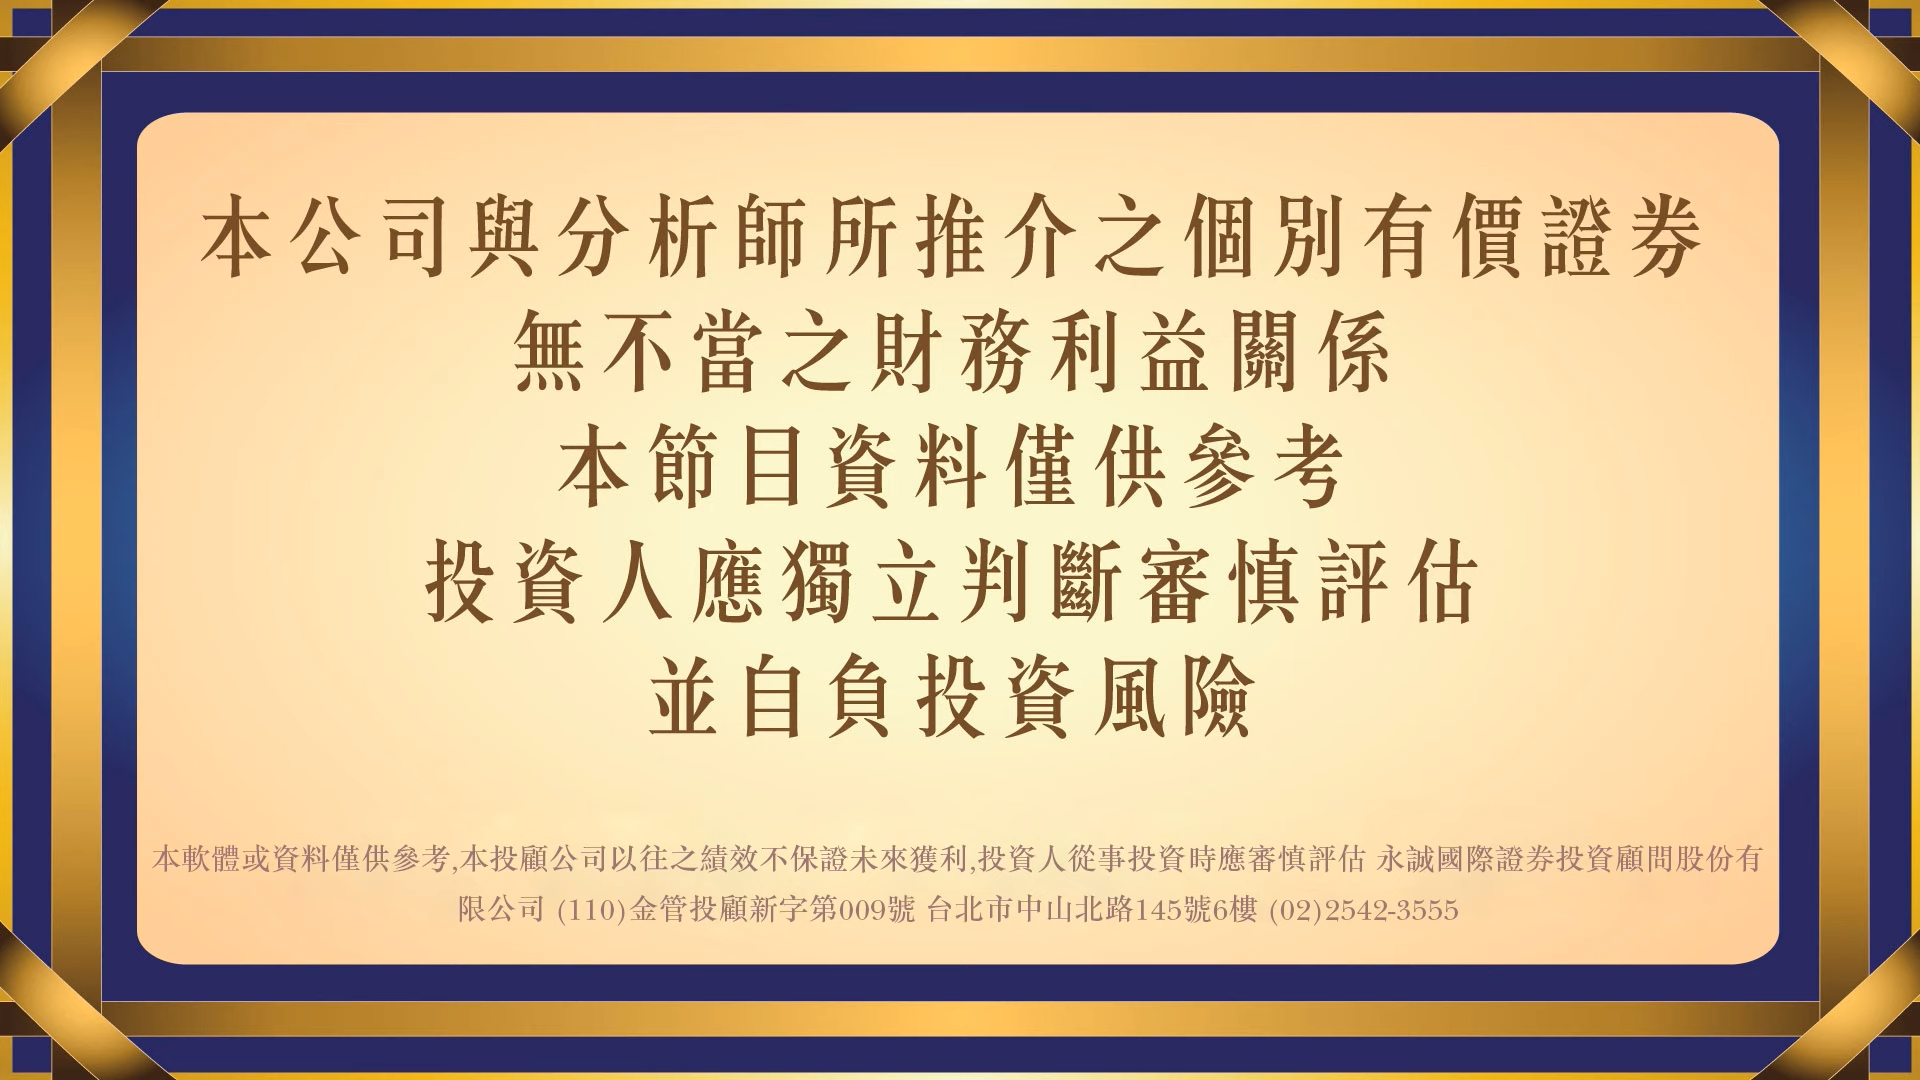 本公司與分析師所推介之個別有價證券
無不當之財務利益關係
本節目資料僅供參考
投資人應獨立判斷審慎評估
並自負投資風險
本軟體或資料僅供參考,本投顧公司以往之績效不保證未來獲利,投資人從事投資時應審慎評估 永誠國際證券投資顧問股份有
限公司 (110)金管投顧新字第009號 台北市中山北路145號6樓 (02)2542-3555